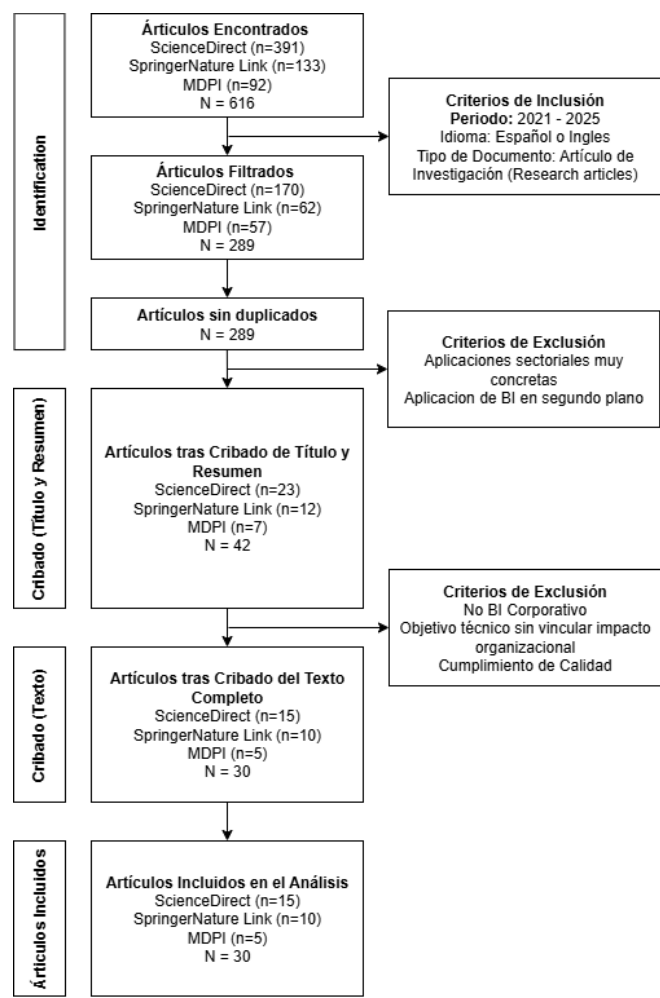 Identification
Árticulos Encontrados
ScienceDirect (n=391)
SpringerNature Link (n=133)
MDPI (n=92)
N = 616
Criterios de Inclusión
Periodo: 2021 - 2025
Idioma: Español o Ingles
Tipo de Documento: Artículo de
Investigación (Research articles)
Árticulos Filtrados
ScienceDirect (n=170)
SpringerNature Link (n=62)
MDPI (n=57)
N = 289
Artículos sin duplicados
N = 289
Criterios de Exclusión
Aplicaciones sectoriales muy
concretas
Aplicacion de BI en segundo plano
Cribado (Título y Resumen)
Artículos tras Cribado de Título y
Resumen
ScienceDirect (n=23)
SpringerNature Link (n=12)
MDPI (n=7)
N = 42
Criterios de Exclusión
No BI Corporativo
Objetivo técnico sin vincular impacto
organizacional
Cumplimiento de Calidad
Cribado (Texto)
Artículos tras Cribado del Texto
Completo
ScienceDirect (n=15)
SpringerNature Link (n=10)
MDPI (n=5)
N = 30
Árticulos Incluidos
Artículos Incluidos en el Análisis
ScienceDirect (n=15)
SpringerNature Link (n=10)
MDPI (n=5)
N = 30